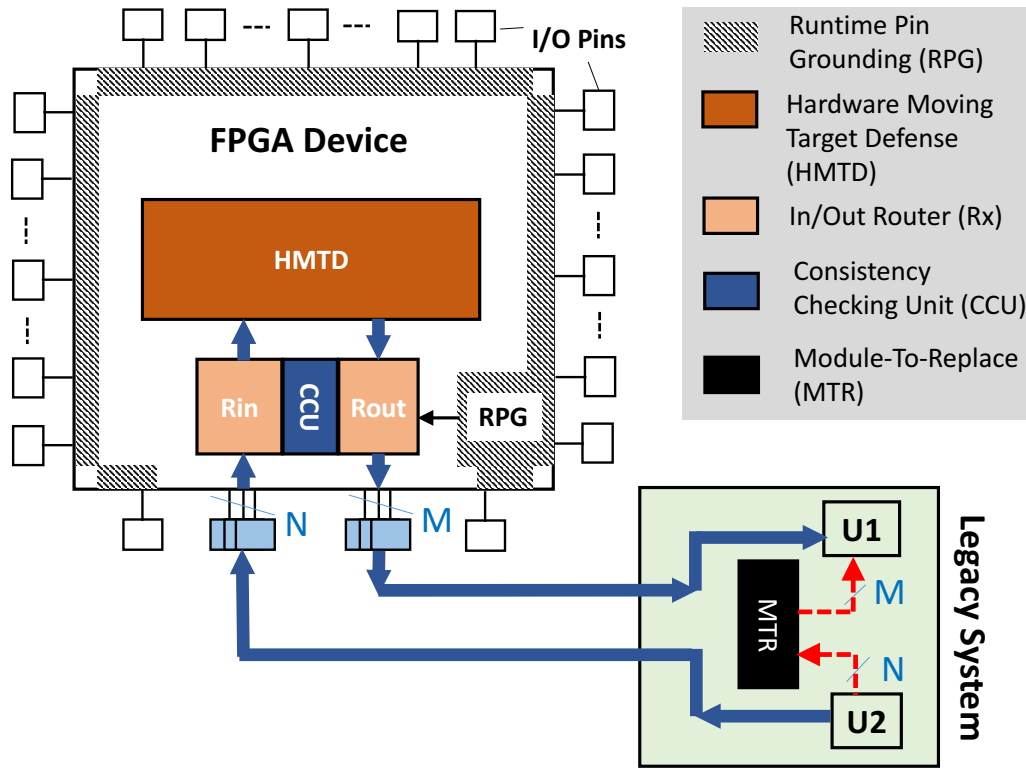 I/O Pins
FPGA Device
HMTD
Rin
CCU
Rout
RPG
N
M
Runtime Pin
Grounding (RPG)
Hardware Moving
Target Defense
(HMTD)
In/Out Router (Rx)
Consistency
Checking Unit (CCU)
Module-To-Replace
(MTR)
U1
M
MTR
N
U2
Legacy System